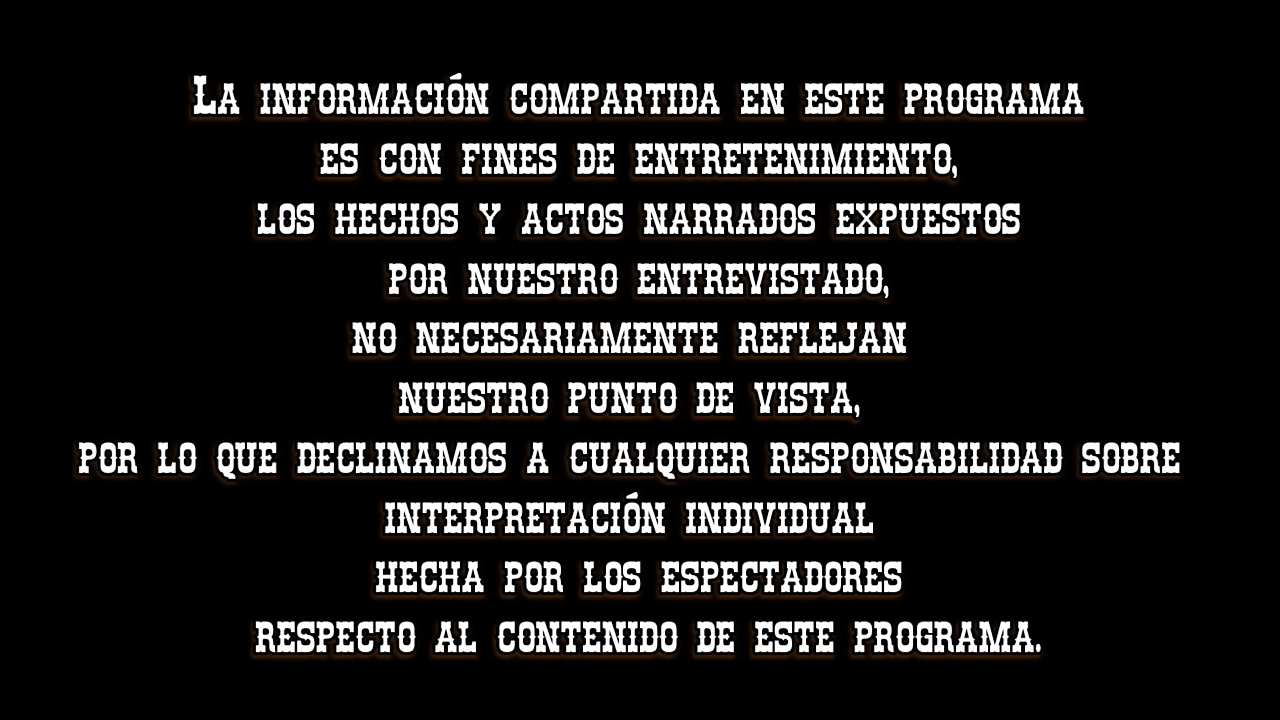 La información compartida en este programa
es con fines de entretenimiento,
los hechos y actos narrados expuestos
por nuestro entrevistado,
no necesariamente reflejan
nuestro punto de vista,
por lo que declinamos a cualquier responsabilidad sobre
interpretación individual
hecha por los espectadores
respecto al contenido de este programa.